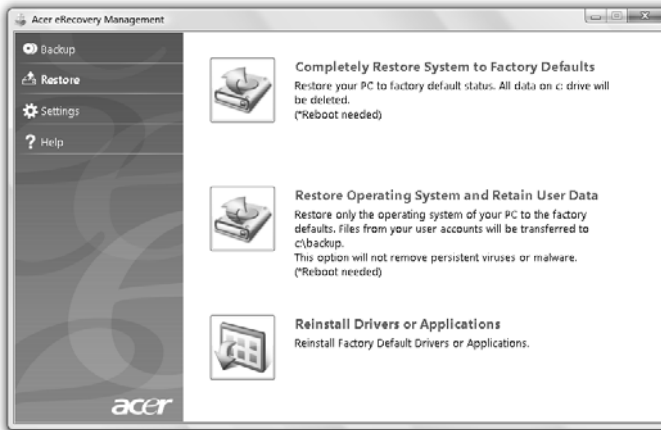 Acer eRecovery Management
Backup
Restore
Settings
Help
Completely Restore System to Factory Defaults
Restore your PC to factory default status. All data on c: drive will
be deleted.
(*Reboot needed)
Restore Operating System and Retain User Data
Restore only the operating system of your PC to the factory
defaults. Files from your user accounts will be transferred to
c:\backup.
This option will not remove persistent viruses or malware.
(*Reboot needed)
Reinstall Drivers or Applications
Reinstall Factory Default Drivers or Applications.
acer